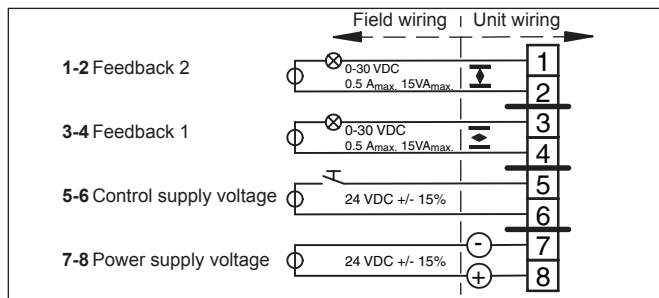 Field wiring Unit wiring
1-2 Feedback 2
0-30 VDC
0.5 Amax. 15VAmax.
1
2
3-4 Feedback 1
0-30 VDC
0.5 Amax. 15VAmax.
3
4
5-6 Control supply voltage
24 VDC +/- 15%
5
6
7-8 Power supply voltage
24 VDC +/- 15%
-
+
7
8